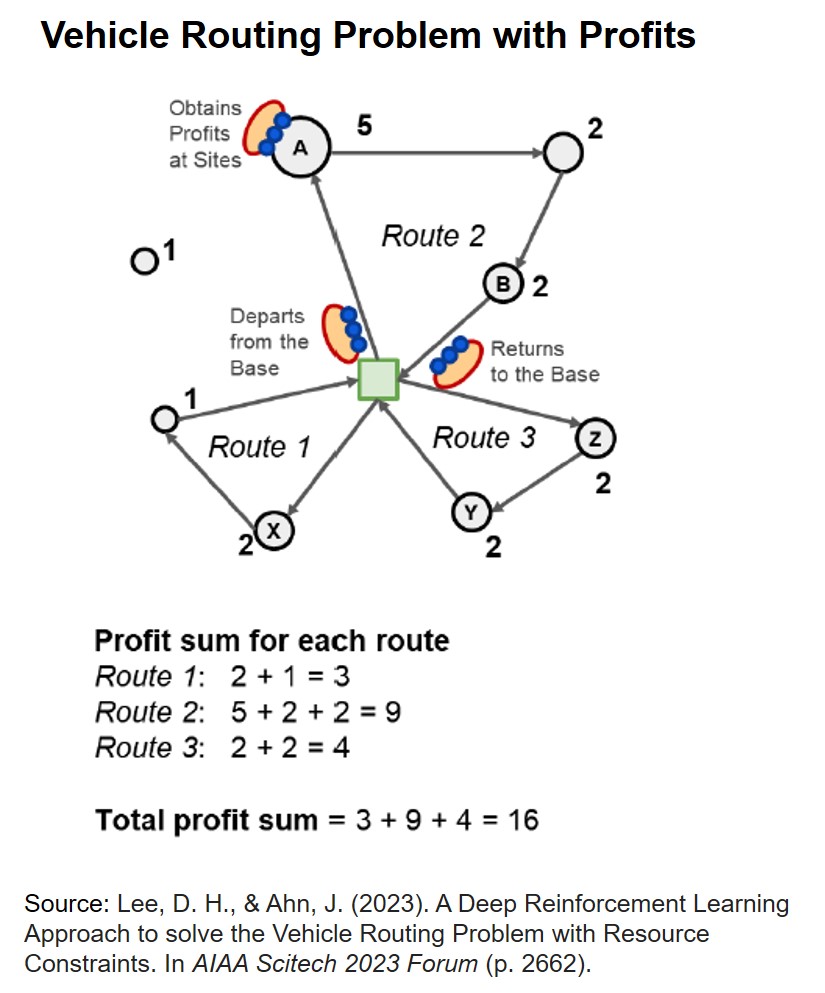 Vehicle Routing Problem with Profits
Obtains
Profits
at Sites
A
5
2
1
Route 2
B
2
Departs
from the
Base
Returns
to the Base
1
Route 1
Route 3
Z
2
X
2
Y
2
Profit sum for each route
Route 1: 2 + 1 = 3
Route 2: 5 + 2 + 2 = 9
Route 3: 2 + 2 = 4
Total profit sum = 3 + 9 + 4 = 16
Source: Lee, D. H., & Ahn, J. (2023). A Deep Reinforcement Learning
Approach to solve the Vehicle Routing Problem with Resource
Constraints. In AIAA Scitech 2023 Forum (p. 2662).